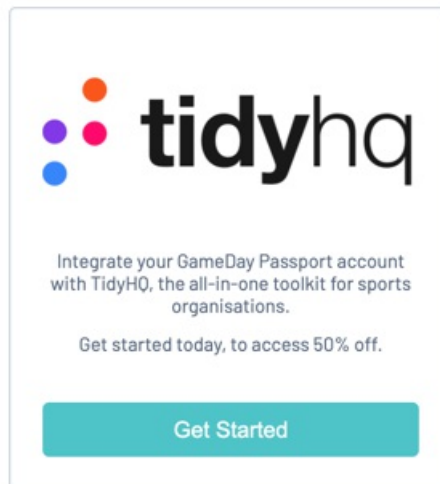 tidyhq
Integrate your GameDay Passport account
with TidyHQ, the all-in-one toolkit for sports
organisations.
Get started today, to access 50% off.
Get Started